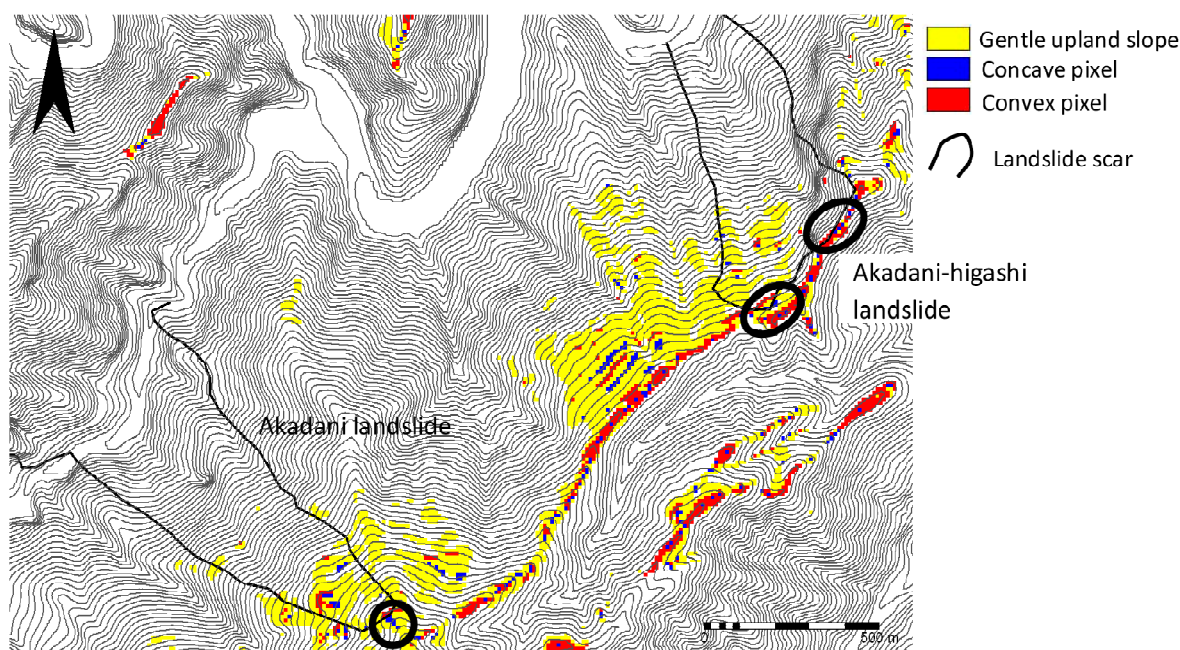 Gentle upland slope
Concave pixel
Convex pixel
Landslide scar
Akadani-higashi
landslide
Akadani landslide
0 500 m